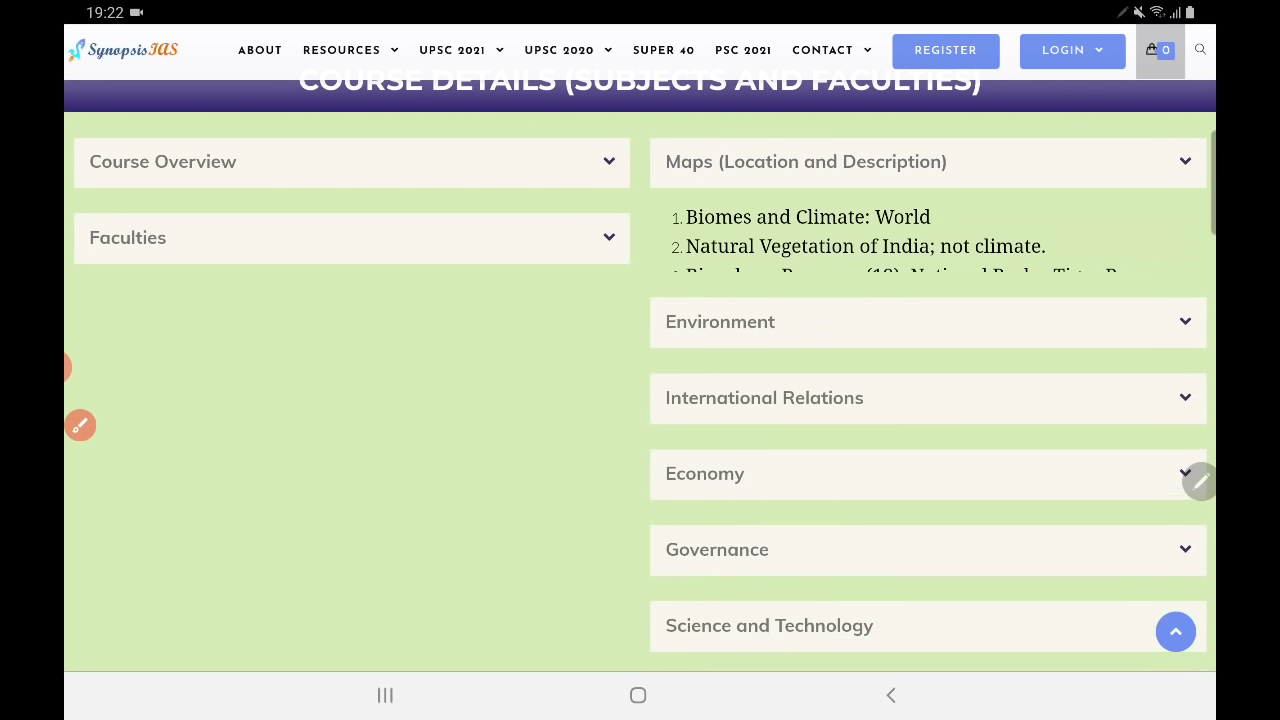 19:22
SynopsisIAS
ABOUT RESOURCES UPSC 2021 UPSC 2020 SUPER 40 PSC 2021 CONTACT REGISTER LOGIN 0
COURSE DETAILS (SUBJECTS AND FACULTIES)
Course Overview
Faculties
Maps (Location and Description)
1. Biomes and Climate: World
2. Natural Vegetation of India; not climate.
Environment
International Relations
Economy
Governance
Science and Technology